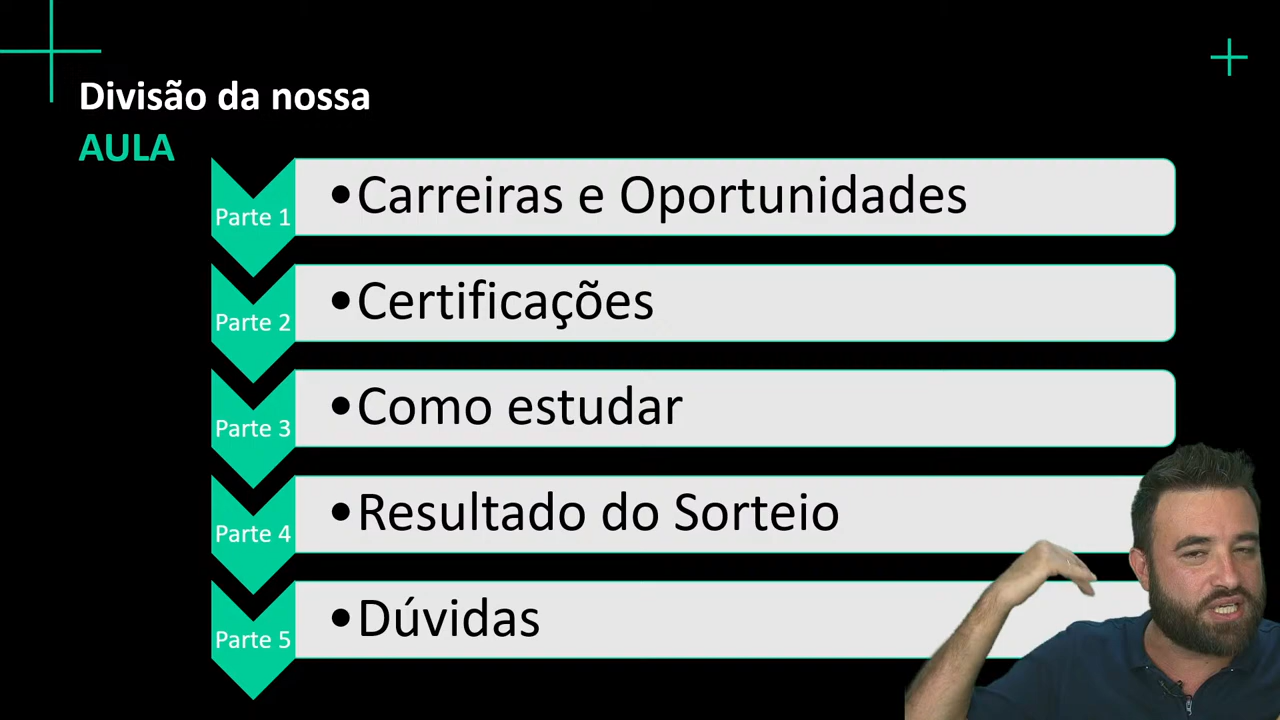 Divisão da nossa
AULA
Parte 1
•Carreiras e Oportunidades
Parte 2
•Certificações
Parte 3
•Como estudar
Parte 4
•Resultado do Sorteio
Parte 5
•Dúvidas